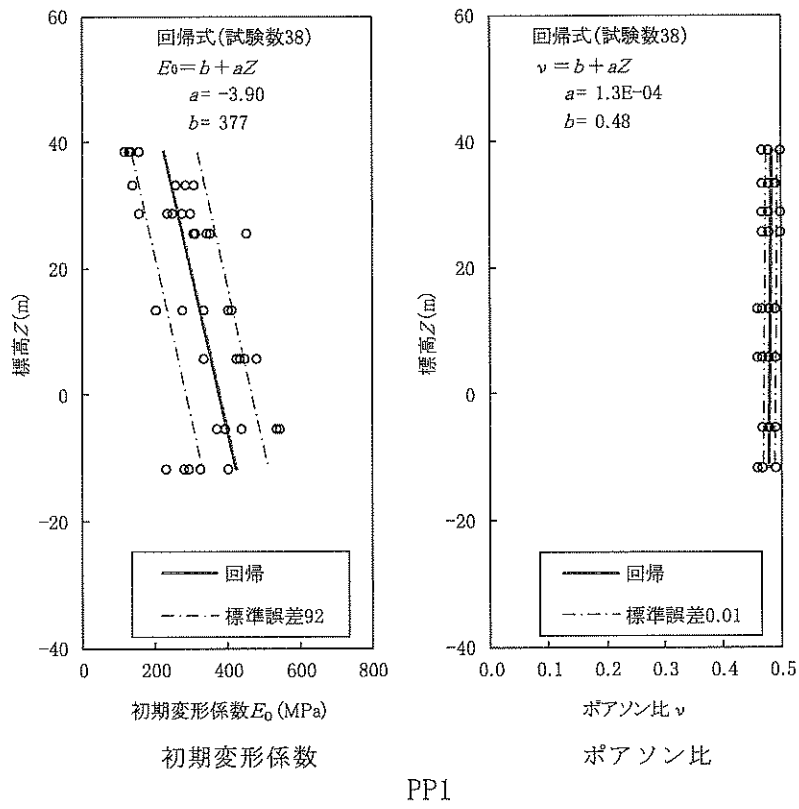 60
40
20
0
−20
−40
標高Z(m)
回帰式(試験数38)
E0=b+aZ
a= −3.90
b= 377
回帰
標準誤差92
0 200 400 600 800
初期変形係数E0 (MPa)
初期変形係数
60
40
20
0
−20
−40
標高Z(m)
回帰式(試験数38)
ν=b+aZ
a= 1.3E−04
b= 0.48
回帰
標準誤差0.01
0.0 0.1 0.2 0.3 0.4 0.5
ポアソン比 ν
ポアソン比
PP1